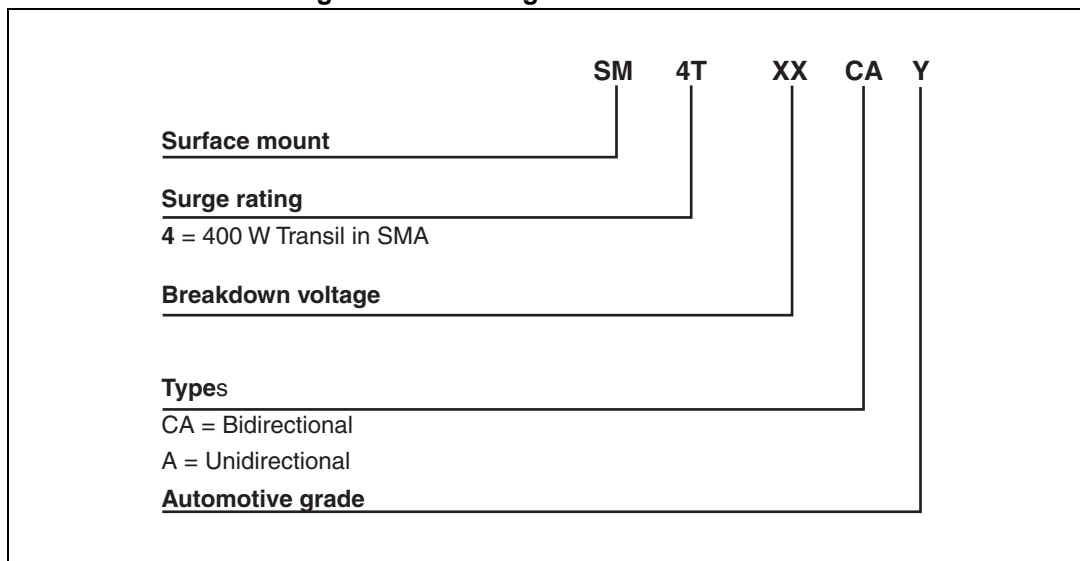 SM 4T XX CA Y
Surface mount
Surge rating
4 = 400 W Transil in SMA
Breakdown voltage
Types
CA = Bidirectional
A = Unidirectional
Automotive grade